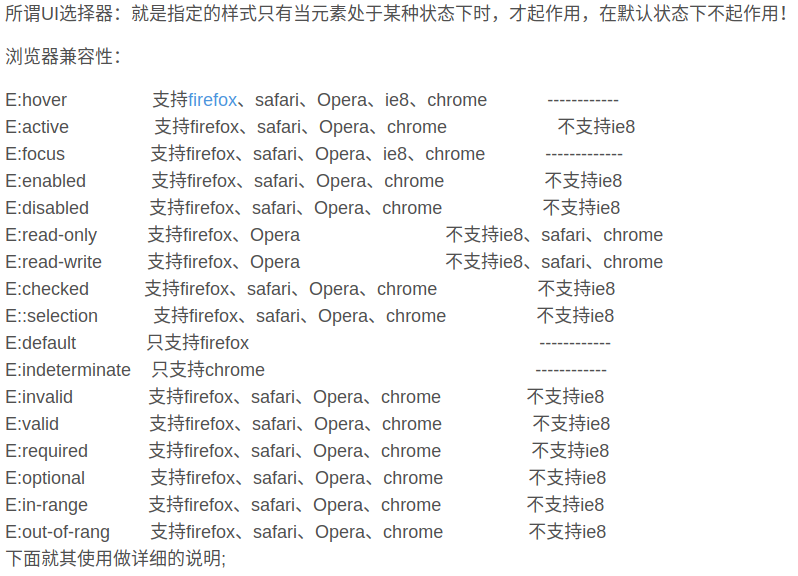 所谓UI选择器：就是指定的样式只有当元素处于某种状态下时，才起作用，在默认状态下不起作用！
浏览器兼容性：
E:hover 支持firefox、safari、Opera、ie8、chrome ------------
E:active 支持firefox、safari、Opera、chrome 不支持ie8
E:focus 支持firefox、safari、Opera、ie8、chrome -------------
E:enabled 支持firefox、safari、Opera、chrome 不支持ie8
E:disabled 支持firefox、safari、Opera、chrome 不支持ie8
E:read-only 支持firefox、Opera 不支持ie8、safari、chrome
E:read-write 支持firefox、Opera 不支持ie8、safari、chrome
E:checked 支持firefox、safari、Opera、chrome 不支持ie8
E::selection 支持firefox、safari、Opera、chrome 不支持ie8
E:default 只支持firefox ------------
E:indeterminate 只支持chrome ------------
E:invalid 支持firefox、safari、Opera、chrome 不支持ie8
E:valid 支持firefox、safari、Opera、chrome 不支持ie8
E:required 支持firefox、safari、Opera、chrome 不支持ie8
E:optional 支持firefox、safari、Opera、chrome 不支持ie8
E:in-range 支持firefox、safari、Opera、chrome 不支持ie8
E:out-of-rang 支持firefox、safari、Opera、chrome 不支持ie8
下面就其使用做详细的说明;